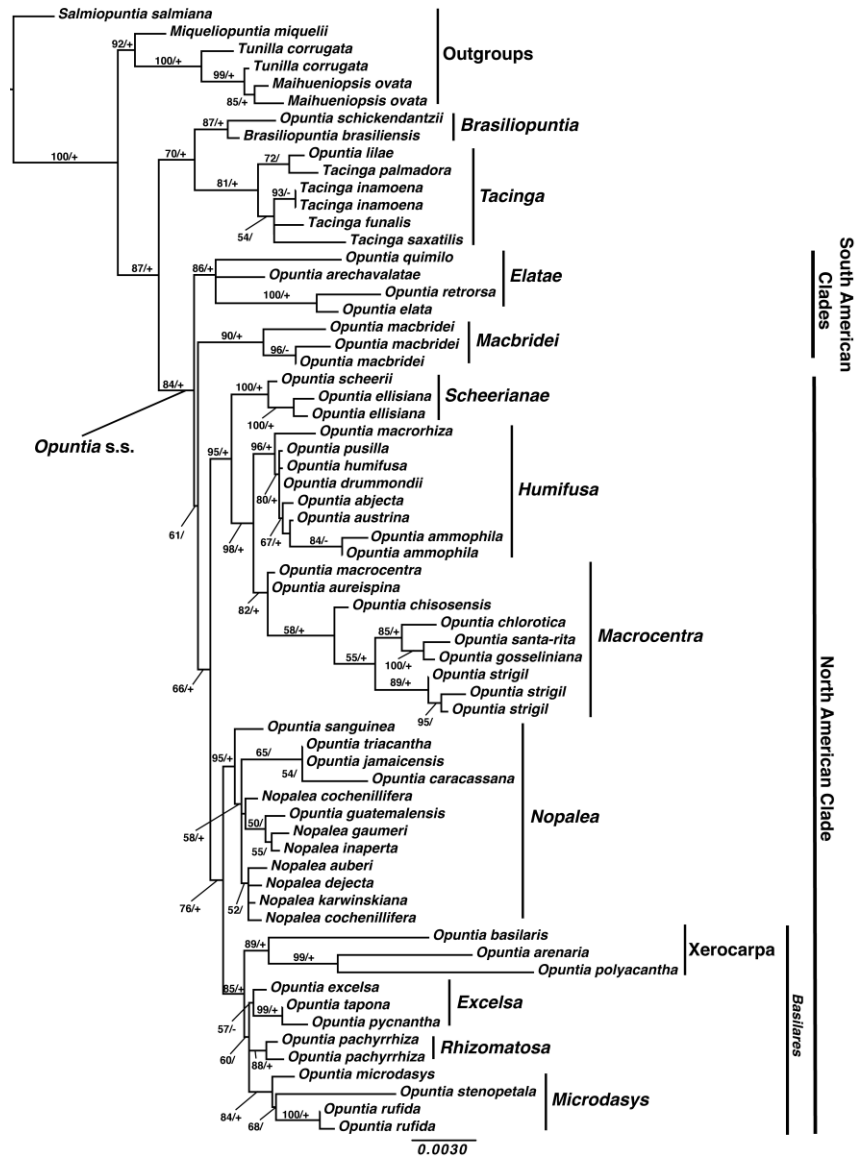 Salmiopuntia salmiana
Miqueliopuntia miquelii
92/+
Tunilla corrugata
100/+
Outgroups
Tunilla corrugata
99/+
Maihueniopsis ovata
85/+
Maihueniopsis ovata
Opuntia schickendantzii
87/+
Brasiliopuntia
Brasiliopuntia brasiliensis
100/+
70/+
Opuntia lilae
72/
Tacinga palmadora
81/+
Tacinga inamoena
93/-
Tacinga
Tacinga inamoena
Tacinga funalis
54/
Tacinga saxatilis
87/+
Opuntia quimilo
86/+
Opuntia arechavalatae
Elatae
Opuntia retrorsa
100/+
Opuntia elata
South American
Clades
Opuntia macbridei
90/+
Opuntia macbridei
Macbridei
96/-
Opuntia macbridei
84/+
Opuntia s.s.
Opuntia scheerii
100/+
Opuntia ellisiana
Scheerianae
Opuntia ellisiana
100/+
Opuntia macrorhiza
96/+
95/+
Opuntia pusilla
Opuntia humifusa
80/+
Opuntia drummondii
Humifusa
Opuntia abjecta
Opuntia austrina
61/
67/+
Opuntia ammophila
84/-
98/+
Opuntia ammophila
Opuntia macrocentra
Opuntia aureispina
82/+
Opuntia chisosensis
58/+
Opuntia chlorotica
85/+
Macrocentra
Opuntia santa-rita
55/+
100/+
Opuntia gosseliniana
Opuntia strigil
89/+
66/+
Opuntia strigil
Opuntia strigil
95/
North American Clade
Opuntia sanguinea
Opuntia triacantha
65/
95/+
Opuntia jamaicensis
54/
Opuntia caracassana
Nopalea cochenillifera
Nopalea
Opuntia guatemalensis
50/
58/+
Nopalea gaumeri
55/
Nopalea inaperta
Nopalea auberi
Nopalea dejecta
76/+
52/
Nopalea karwinskiana
Nopalea cochenillifera
Opuntia basilaris
89/+
Opuntia arenaria
Xerocarpa
99/+
Opuntia polyacantha
85/+
Opuntia excelsa
Opuntia tapona
Excelsa
99/+
57/-
Opuntia pycnantha
Basilares
60/
Opuntia pachyrrhiza
Rhizomatosa
88/+
Opuntia pachyrrhiza
Opuntia microdasys
Opuntia stenopetala
84/+
Microdasys
68/
Opuntia rufida
100/+
Opuntia rufida
0.0030